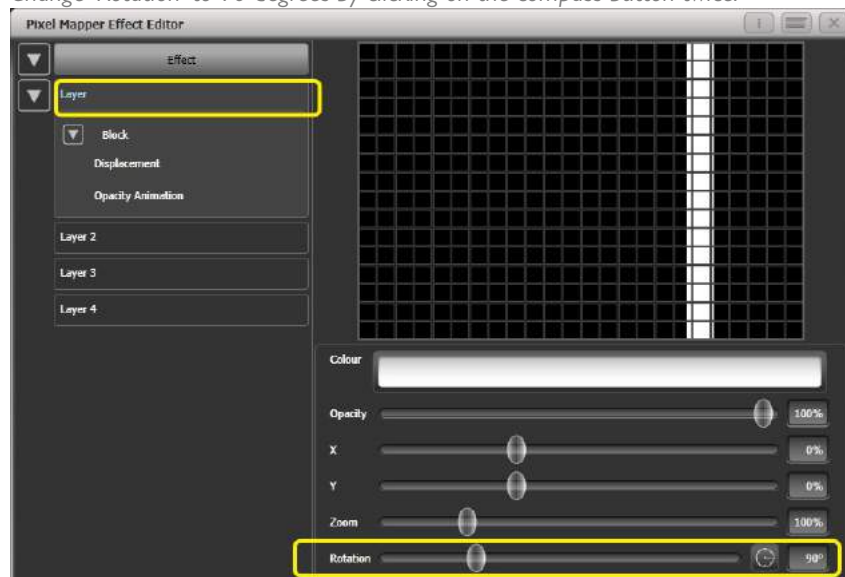 Change 'Rotation' to 90 degrees by clicking on the compass button twice.
Pixel Mapper Effect Editor
Effect
Layer
Block
Displacement
Opacity Animation
Layer 2
Layer 3
Layer 4
Colour
Opacity 100%
X 0%
Y 0%
Zoom 100%
Rotation 90°